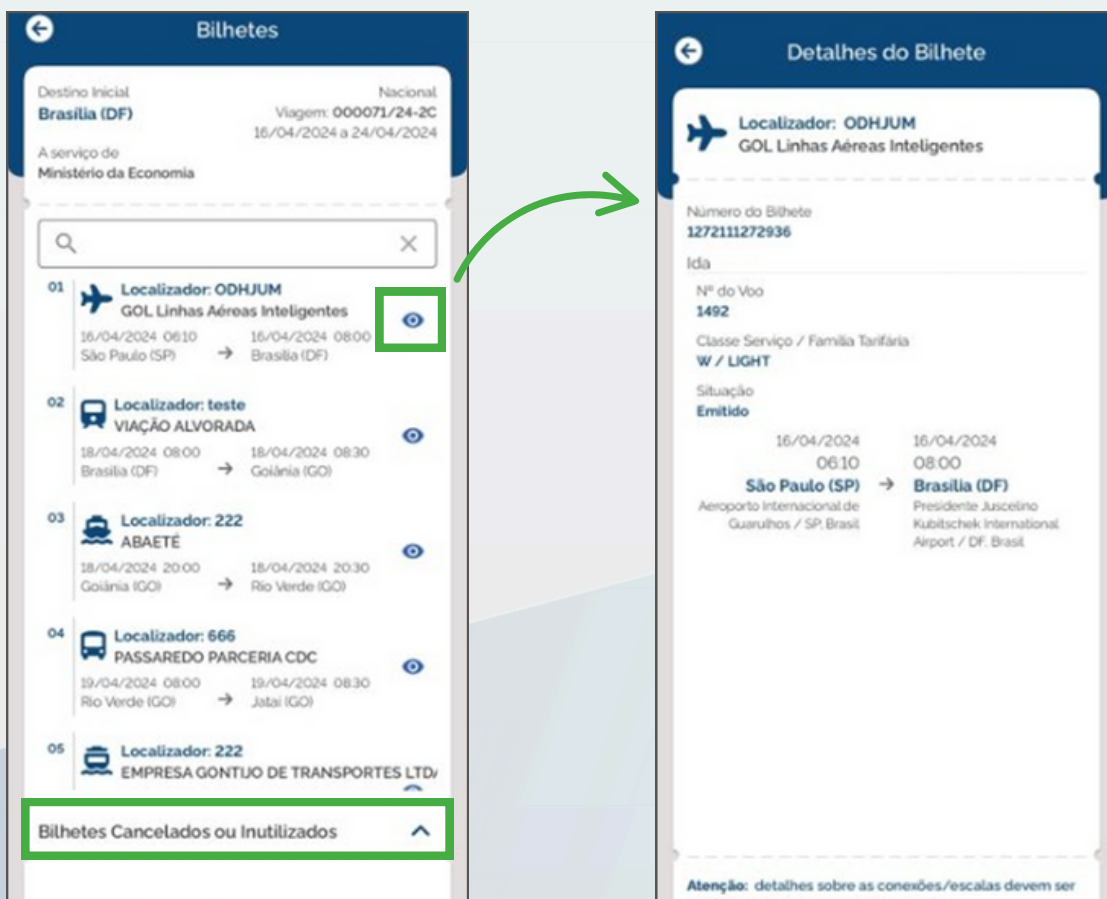 Bilhetes
Destino Inicial
Nacional
Brasília (DF)
Viagem: 000071/24-2C
16/04/2024 a 24/04/2024
A serviço de
Ministério da Economia
01
Localizador: ODHJUM
GOL Linhas Aéreas Inteligentes
16/04/2024 06:10
16/04/2024 08:00
São Paulo (SP) → Brasília (DF)
02
Localizador: teste
VIAÇÃO ALVORADA
18/04/2024 08:00
18/04/2024 08:30
Brasília (DF) → Goiânia (GO)
03
Localizador: 222
ABAETÉ
18/04/2024 20:00
18/04/2024 20:30
Goiânia (GO) → Rio Verde (GO)
04
Localizador: 666
PASSAREDO PARCERIA CDC
19/04/2024 08:00
19/04/2024 08:30
Rio Verde (GO) → Jataí (GO)
05
Localizador: 222
EMPRESA GONTIJO DE TRANSPORTES LTDA
Bilhetes Cancelados ou Inutilizados
Detalhes do Bilhete
Localizador: ODHJUM
GOL Linhas Aéreas Inteligentes
Número do Bilhete
1272111272936
Ida
Nº do Voo
1492
Classe Serviço / Família Tarifária
W / LIGHT
Situação
Emitido
16/04/2024
16/04/2024
06:10
08:00
São Paulo (SP) → Brasília (DF)
Aeroporto Internacional de
Guarulhos / SP, Brasil
Presidente Juscelino
Kubitschek International
Airport / DF, Brasil
Atenção: detalhes sobre as conexões/escalas devem ser